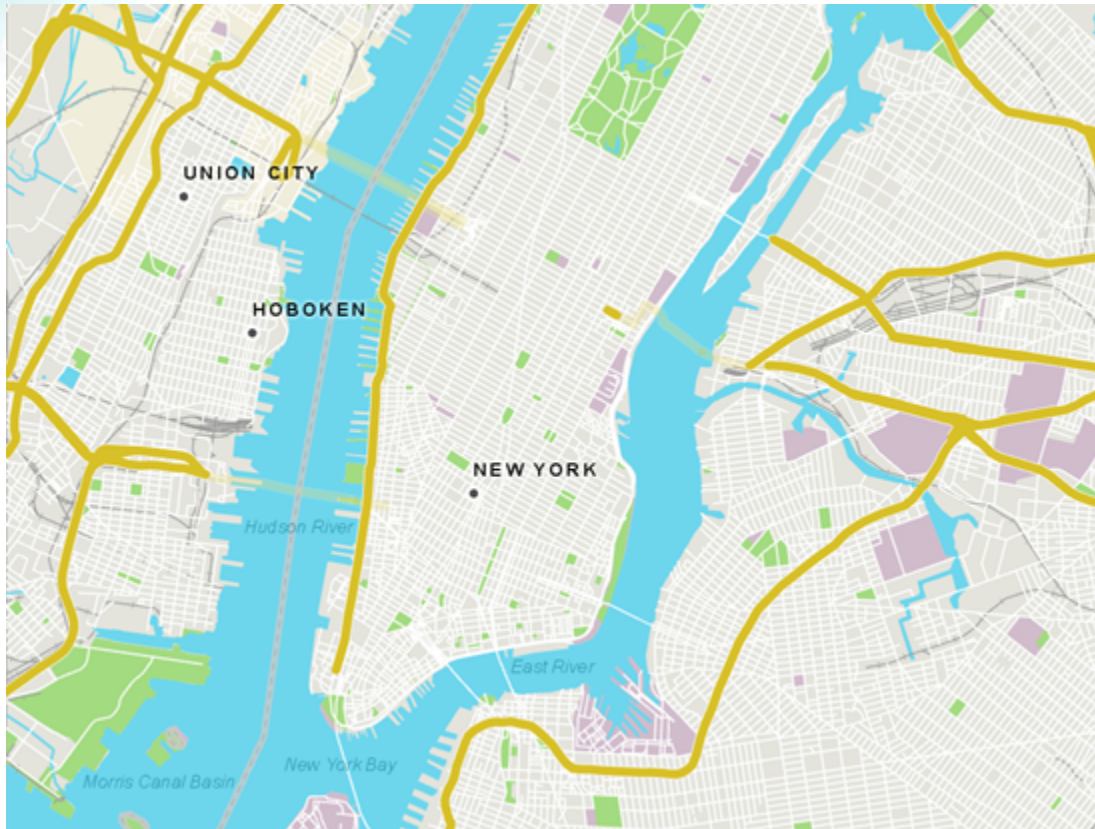 UNION CITY
HOBOKEN
NEW YORK
Hudson River
East River
New York Bay
Morris Canal Basin